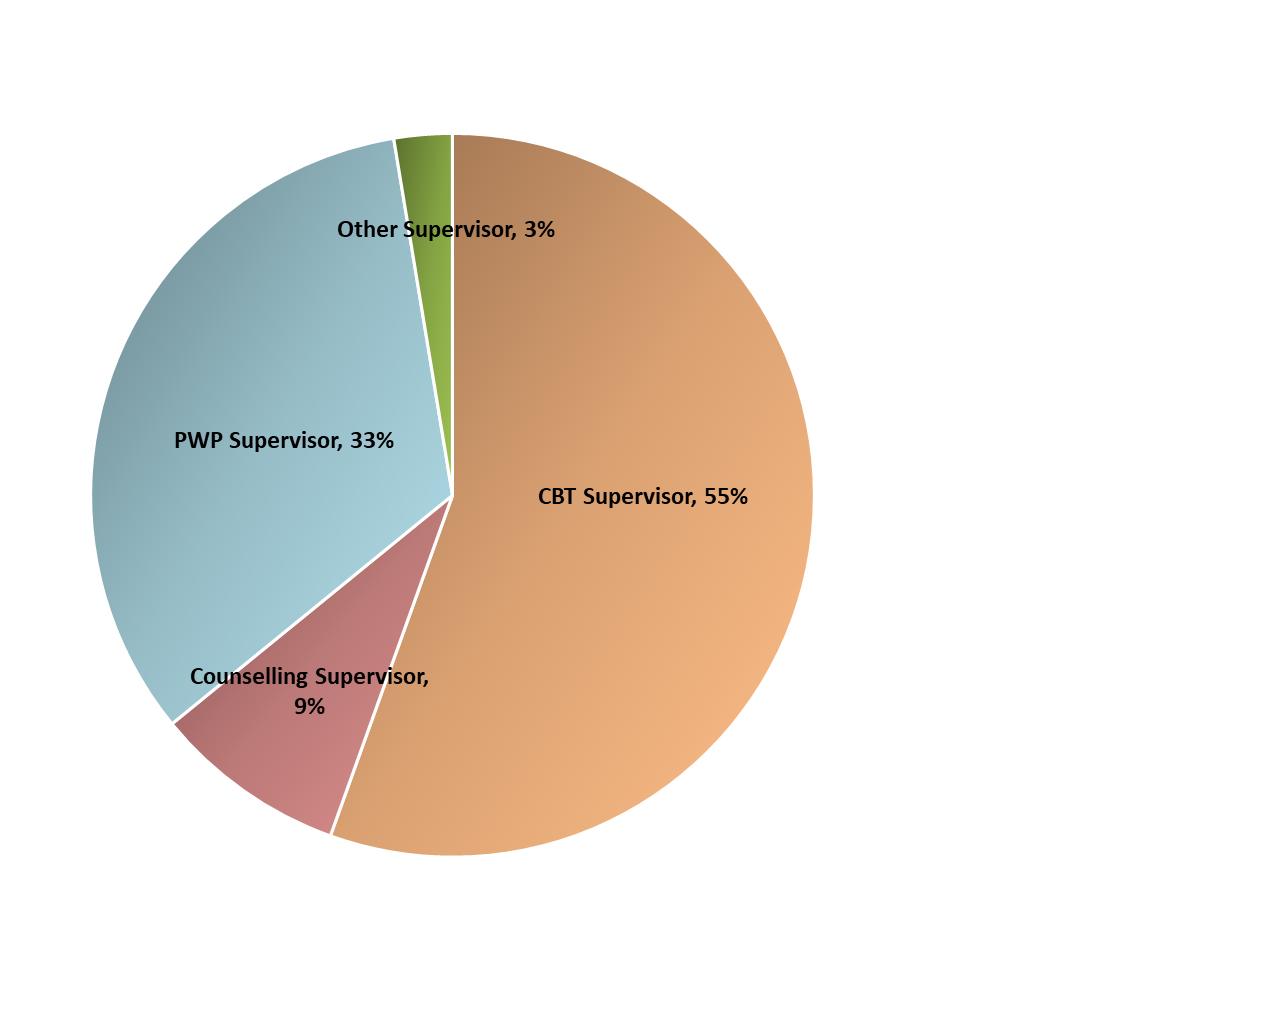 Other Supervisor, 3%
PWP Supervisor, 33%
CBT Supervisor, 55%
Counselling Supervisor,
9%